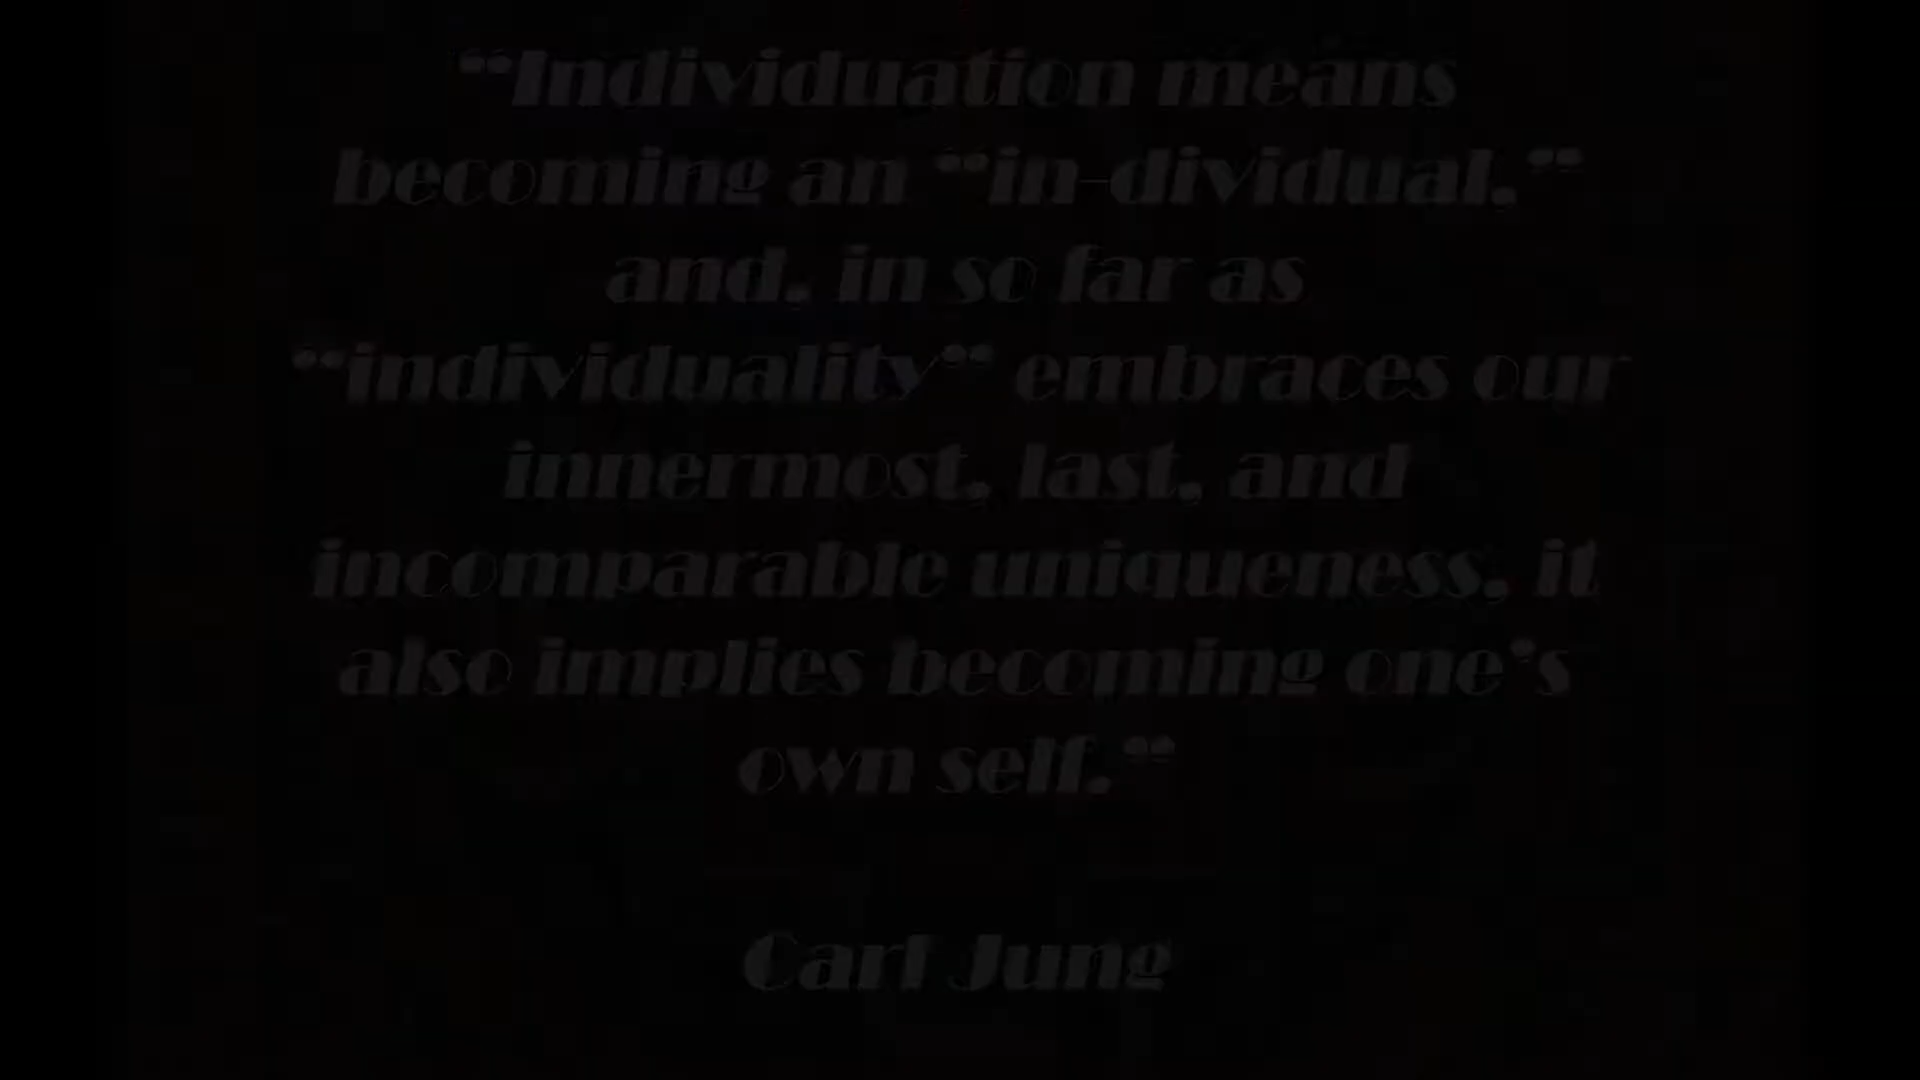 “Individuation means
becoming an “in-dividual,”
and, in so far as
“individuality” embraces our
innermost, last, and
incomparable uniqueness, it
also implies becoming one’s
own self.”
Carl Jung